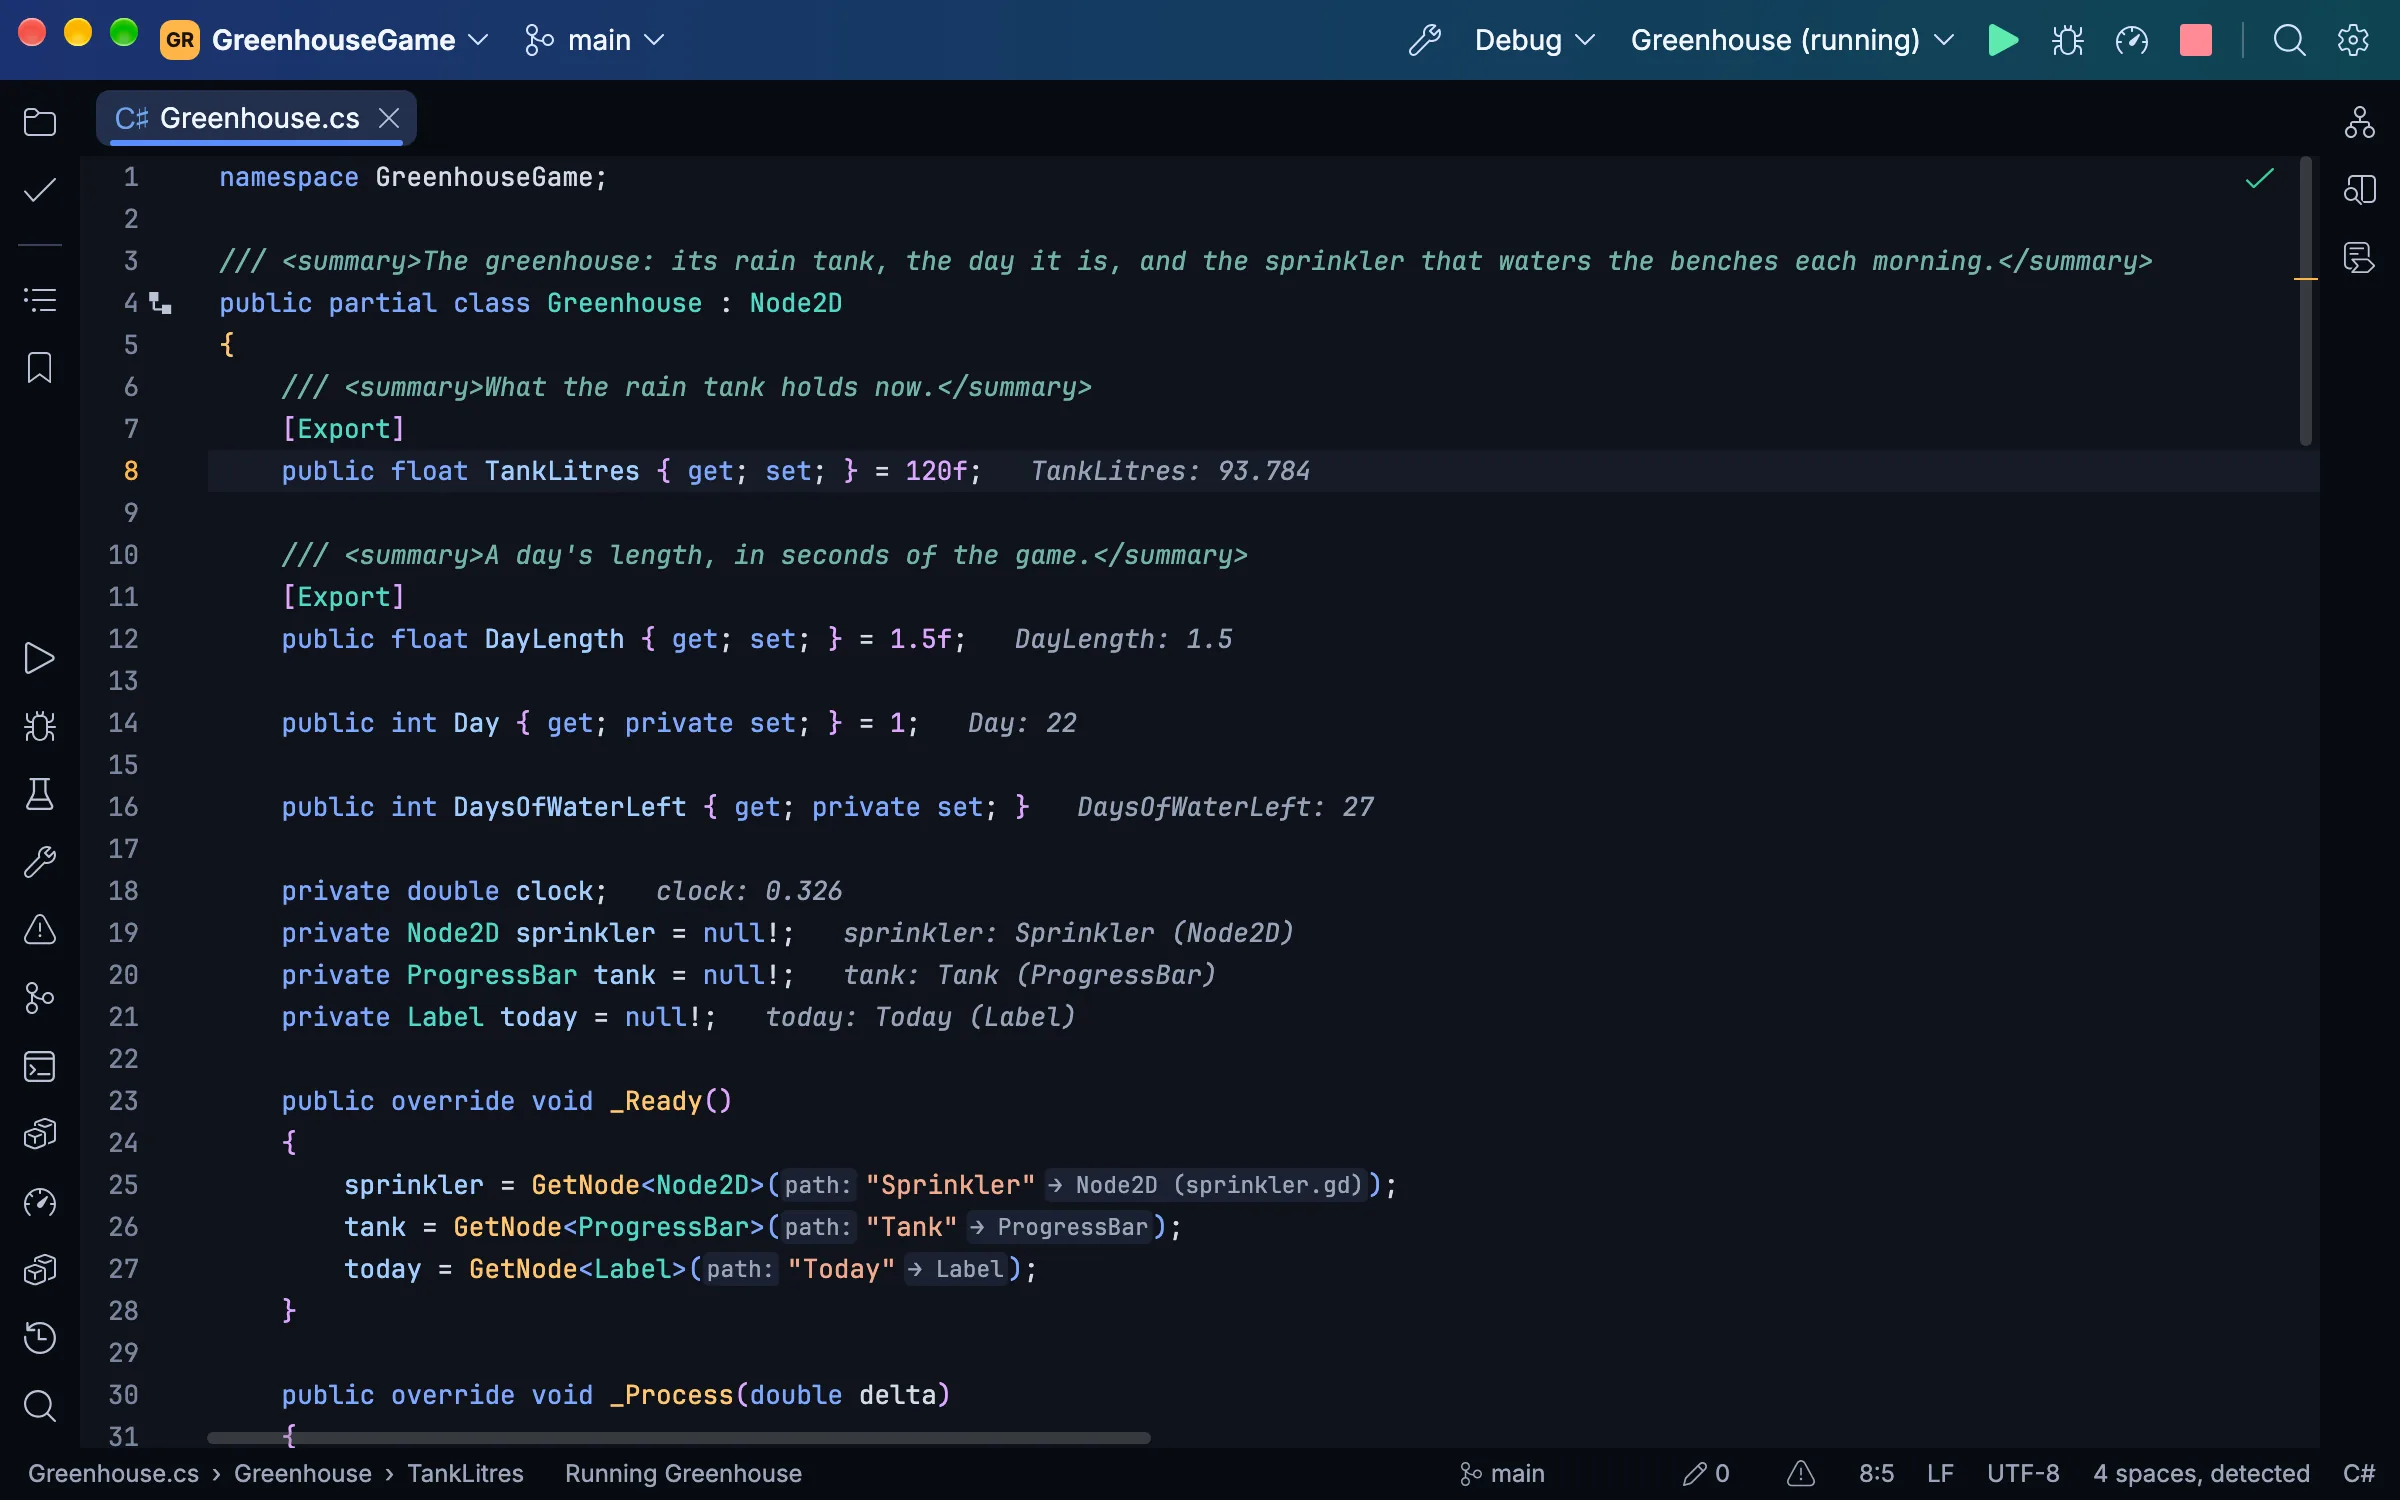 GR GreenhouseGame main Debug Greenhouse (running)
C# Greenhouse.cs
1 namespace GreenhouseGame;
2
3 /// <summary>The greenhouse: its rain tank, the day it is, and the sprinkler that waters the benches each morning.</summary>
4 public partial class Greenhouse : Node2D
5 {
6 /// <summary>What the rain tank holds now.</summary>
7 [Export]
8 public float TankLitres { get; set; } = 120f; TankLitres: 93.784
9
10 /// <summary>A day's length, in seconds of the game.</summary>
11 [Export]
12 public float DayLength { get; set; } = 1.5f; DayLength: 1.5
13
14 public int Day { get; private set; } = 1; Day: 22
15
16 public int DaysOfWaterLeft { get; private set; } DaysOfWaterLeft: 27
17
18 private double clock; clock: 0.326
19 private Node2D sprinkler = null!; sprinkler: Sprinkler (Node2D)
20 private ProgressBar tank = null!; tank: Tank (ProgressBar)
21 private Label today = null!; today: Today (Label)
22
23 public override void _Ready()
24 {
25 sprinkler = GetNode<Node2D>(path: "Sprinkler" → Node2D (sprinkler.gd));
26 tank = GetNode<ProgressBar>(path: "Tank" → ProgressBar);
27 today = GetNode<Label>(path: "Today" → Label);
28 }
29
30 public override void _Process(double delta)
31 {
Greenhouse.cs › Greenhouse › TankLitres Running Greenhouse main 0 8:5 LF UTF-8 4 spaces, detected C#